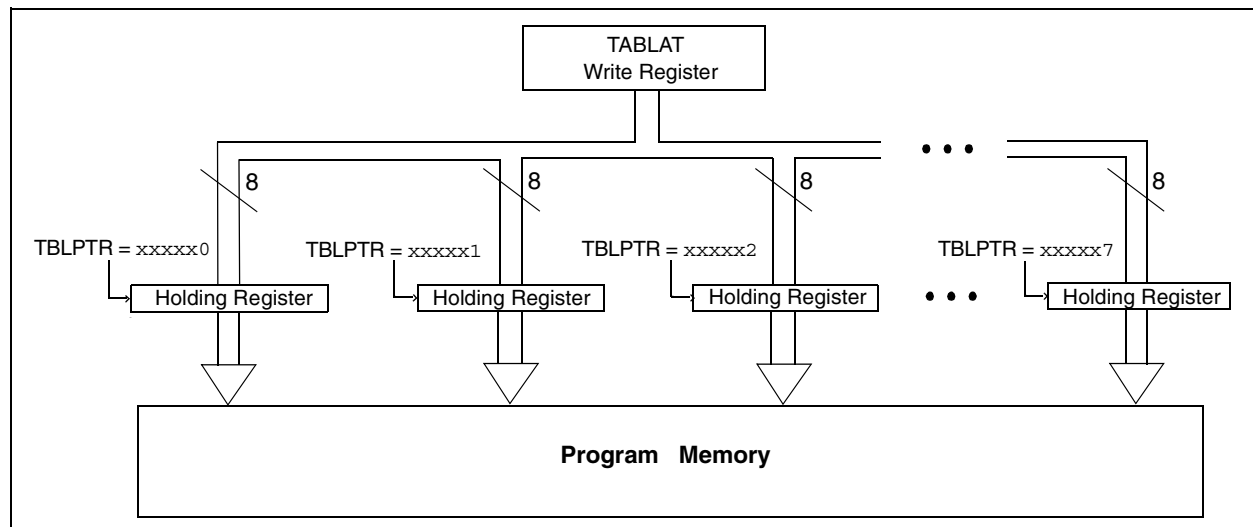 TABLAT
Write Register
• • •
8 8 8 8
TBLPTR = xxxxx0 TBLPTR = xxxxx1 TBLPTR = xxxxx2 TBLPTR = xxxxx7
Holding Register Holding Register Holding Register • • • Holding Register
Program Memory